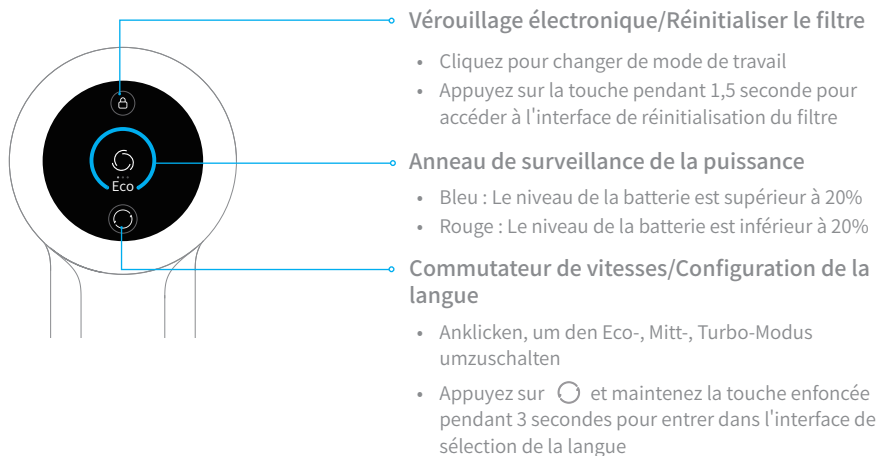 Vérouillage électronique/Réinitialiser le filtre
• Cliquez pour changer de mode de travail
• Appuyez sur la touche pendant 1,5 seconde pour
accéder à l'interface de réinitialisation du filtre
Eco
Anneau de surveillance de la puissance
• Bleu : Le niveau de la batterie est supérieur à 20%
• Rouge : Le niveau de la batterie est inférieur à 20%
Commutateur de vitesses/Configuration de la
langue
• Anklicken, um den Eco-, Mitt-, Turbo-Modus
umzuschalten
• Appuyez sur et maintenez la touche enfoncée
pendant 3 secondes pour entrer dans l'interface de
sélection de la langue